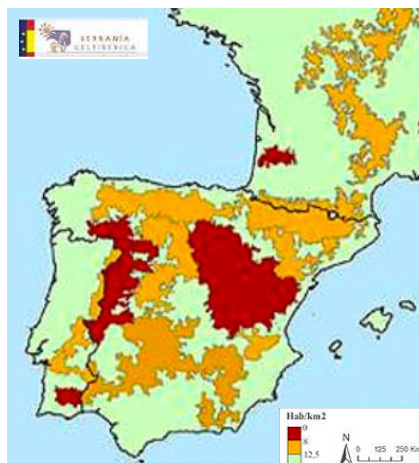 SERRANÍA
CELTIBÉRICA
Hab/km2
0
8
12,5
N
0 125 250 Km